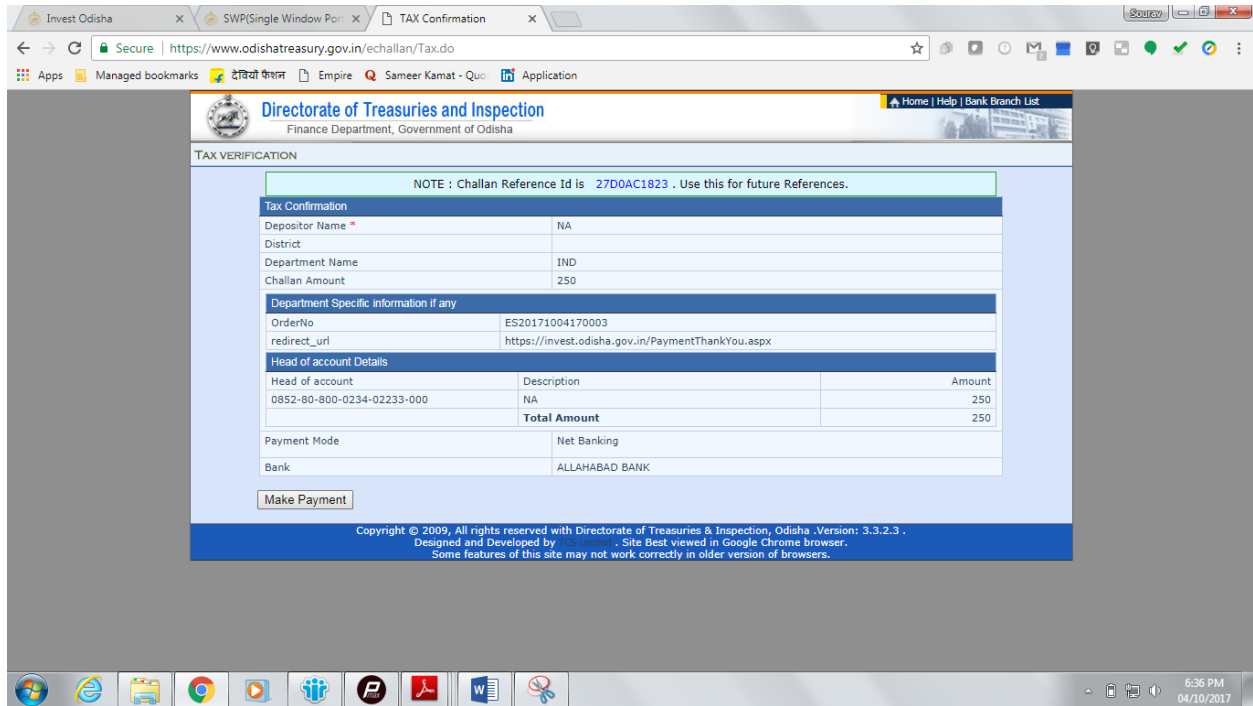 Invest Odisha
SWP(Single Window Por
TAX Confirmation
Sourav
Secure | https://www.odishatreasury.gov.in/echallan/Tax.do
Apps Managed bookmarks देवियों फैशन Empire Sameer Kamat - Quo Application
Directorate of Treasuries and Inspection
Finance Department, Government of Odisha
Home | Help | Bank Branch List
TAX VERIFICATION
NOTE : Challan Reference Id is 27D0AC1823 . Use this for future References.
Tax Confirmation
Depositor Name * NA
District
Department Name IND
Challan Amount 250
Department Specific information if any
OrderNo ES20171004170003
redirect_url https://invest.odisha.gov.in/PaymentThankYou.aspx
Head of account Details
Head of account Description Amount
0852-80-800-0234-02233-000 NA 250
Total Amount 250
Payment Mode Net Banking
Bank ALLAHABAD BANK
Make Payment
Copyright © 2009, All rights reserved with Directorate of Treasuries & Inspection, Odisha .Version: 3.3.2.3 .
Designed and Developed by TCS Limited . Site Best viewed in Google Chrome browser.
Some features of this site may not work correctly in older version of browsers.
6:36 PM
04/10/2017